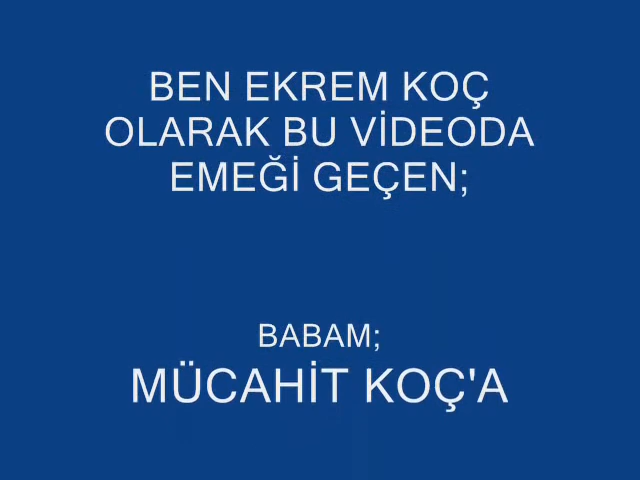 BEN EKREM KOÇ
OLARAK BU VİDEODA
EMEĞİ GEÇEN;
BABAM;
MÜCAHİT KOÇ'A